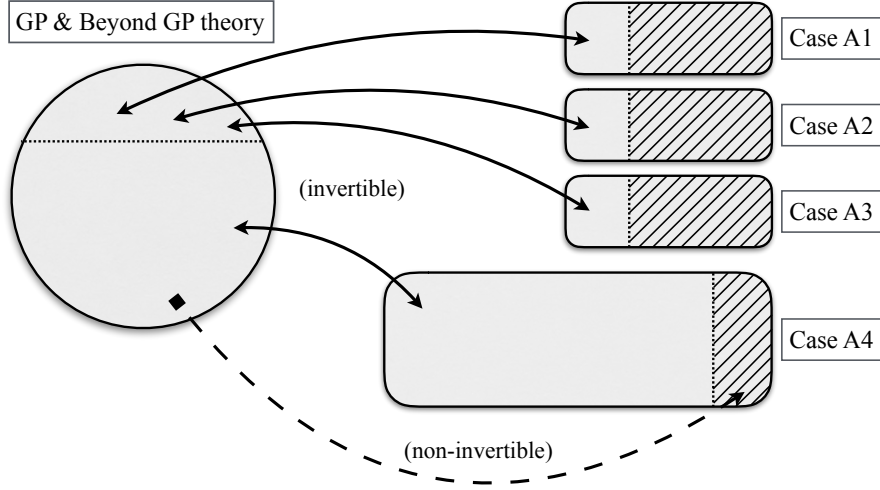 GP & Beyond GP theory
Case A1
Case A2
Case A3
(invertible)
Case A4
(non-invertible)